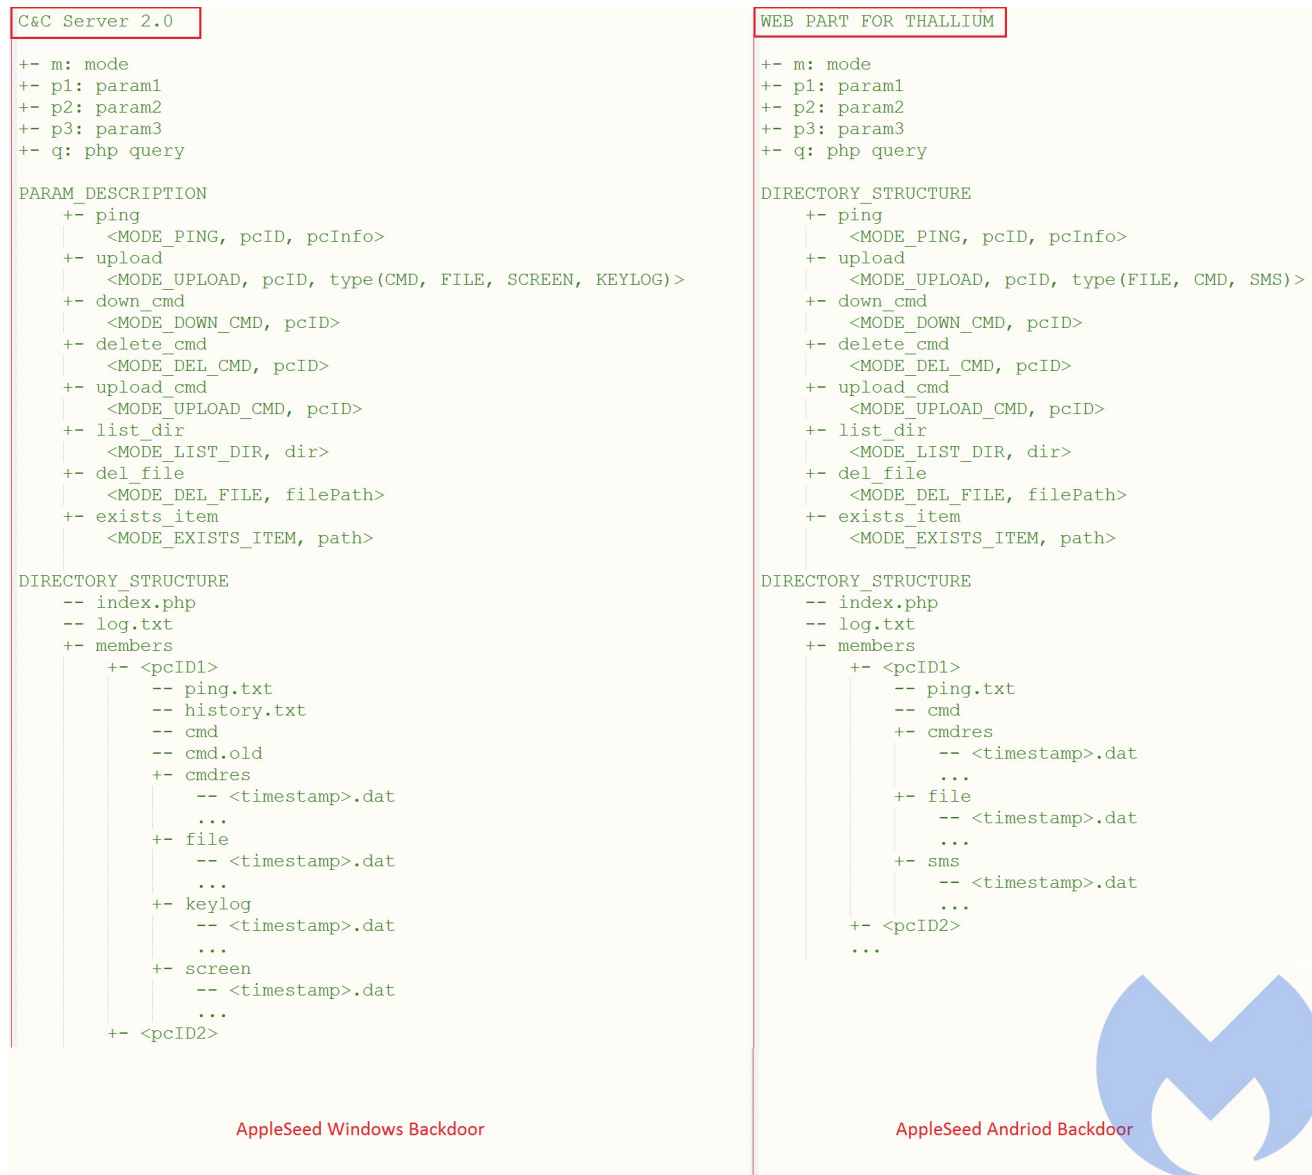 C&C Server 2.0
+- m: mode
+- p1: param1
+- p2: param2
+- p3: param3
+- q: php query
PARAM_DESCRIPTION
+- ping
<MODE_PING, pcID, pcInfo>
+- upload
<MODE_UPLOAD, pcID, type(CMD, FILE, SCREEN, KEYLOG)>
+- down_cmd
<MODE_DOWN_CMD, pcID>
+- delete_cmd
<MODE_DEL_CMD, pcID>
+- upload_cmd
<MODE_UPLOAD_CMD, pcID>
+- list_dir
<MODE_LIST_DIR, dir>
+- del_file
<MODE_DEL_FILE, filePath>
+- exists_item
<MODE_EXISTS_ITEM, path>
DIRECTORY_STRUCTURE
-- index.php
-- log.txt
+- members
+- <pcID1>
-- ping.txt
-- history.txt
-- cmd
-- cmd.old
+- cmdres
-- <timestamp>.dat
...
+- file
-- <timestamp>.dat
...
+- keylog
-- <timestamp>.dat
...
+- screen
-- <timestamp>.dat
...
+- <pcID2>
AppleSeed Windows Backdoor
WEB PART FOR THALLIUM
+- m: mode
+- p1: param1
+- p2: param2
+- p3: param3
+- q: php query
DIRECTORY_STRUCTURE
+- ping
<MODE_PING, pcID, pcInfo>
+- upload
<MODE_UPLOAD, pcID, type(FILE, CMD, SMS)>
+- down_cmd
<MODE_DOWN_CMD, pcID>
+- delete_cmd
<MODE_DEL_CMD, pcID>
+- upload_cmd
<MODE_UPLOAD_CMD, pcID>
+- list_dir
<MODE_LIST_DIR, dir>
+- del_file
<MODE_DEL_FILE, filePath>
+- exists_item
<MODE_EXISTS_ITEM, path>
DIRECTORY_STRUCTURE
-- index.php
-- log.txt
+- members
+- <pcID1>
-- ping.txt
-- cmd
+- cmdres
-- <timestamp>.dat
...
+- file
-- <timestamp>.dat
...
+- sms
-- <timestamp>.dat
...
+- <pcID2>
...
AppleSeed Andriod Backdoor